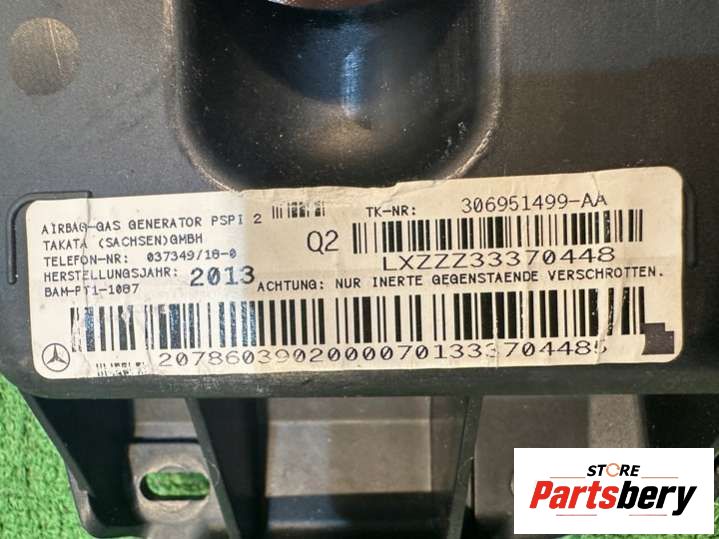 AIRBAG-GAS GENERATOR PSPI 2
TAKATA (SACHSEN)GMBH
TELEFON-NR: 037349/18-0
HERSTELLUNGSJAHR: 2013
BAM-PT1-1087
Q2
TK-NR: 306951499-AA
LXZZZ33370448
ACHTUNG: NUR INERTE GEGENSTAENDE VERSCHROTTEN.
20786039020000701333704485
STORE
Partsbery